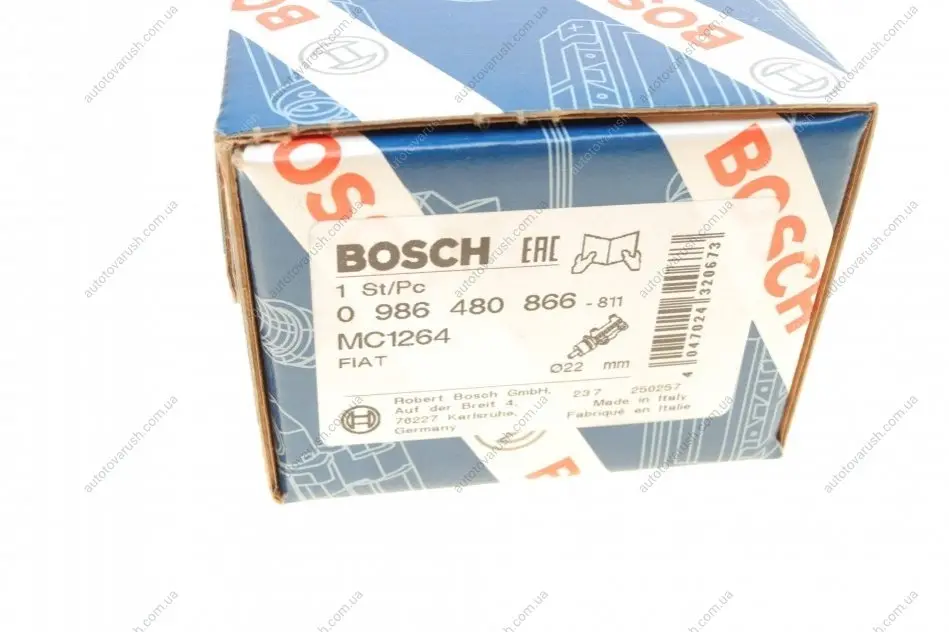 BOSCH
BOSCH
BOSCH
BOSCH
BOSCH EAC
1 St/Pc
0 986 480 866 - 811
MC1264
FIAT
Ø22 mm
4 047024 320673
Robert Bosch GmbH, 237 250257
Auf der Breit 4, Made in Italy
76227 Karlsruhe, Fabriqué en Italie
Germany
autotovarush.com.ua